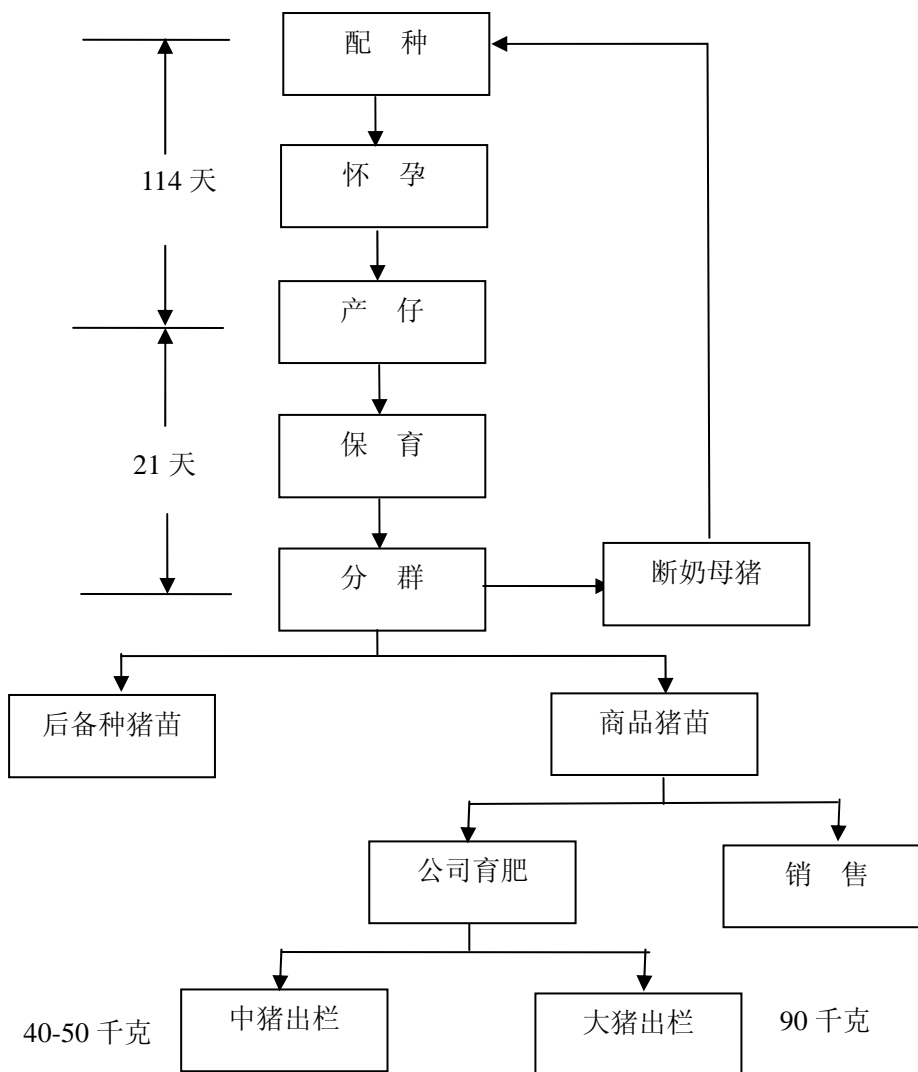 配 种
114 天
怀 孕
产 仔
保 育
21 天
分 群
断奶母猪
后备种猪苗
商品猪苗
公司育肥
销 售
40-50 千克
中猪出栏
大猪出栏
90 千克